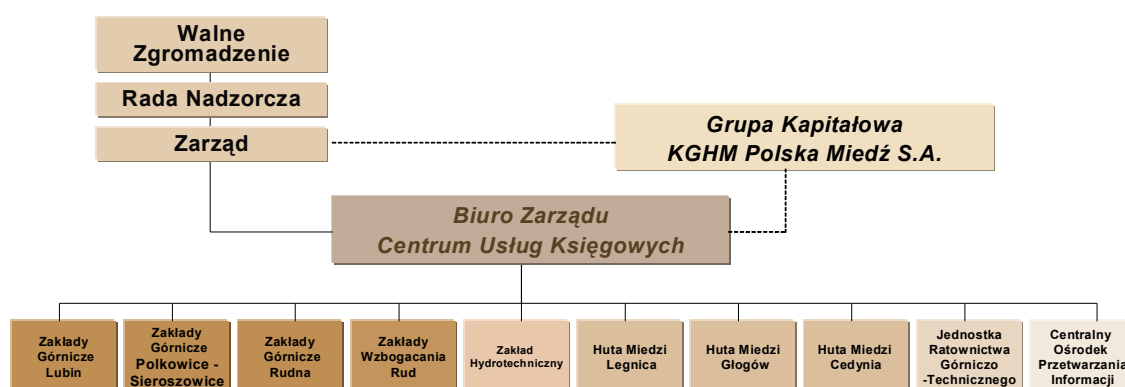 Walne
Zgromadzenie
Rada Nadzorcza
Zarząd
Grupa Kapitałowa
KGHM Polska Miedź S.A.
Biuro Zarządu
Centrum Usług Księgowych
Zakłady
Górnicze
Lubin
Zakłady
Górnicze
Polkowice -
Sieroszowice
Zakłady
Górnicze
Rudna
Zakłady
Wzbogacania
Rud
Zakład
Hydrotechniczny
Huta Miedzi
Legnica
Huta Miedzi
Głogów
Huta Miedzi
Cedynia
Jednostka
Ratownictwa
Górniczo
-Technicznego
Centralny
Ośrodek
Przetwarzania
Informacji